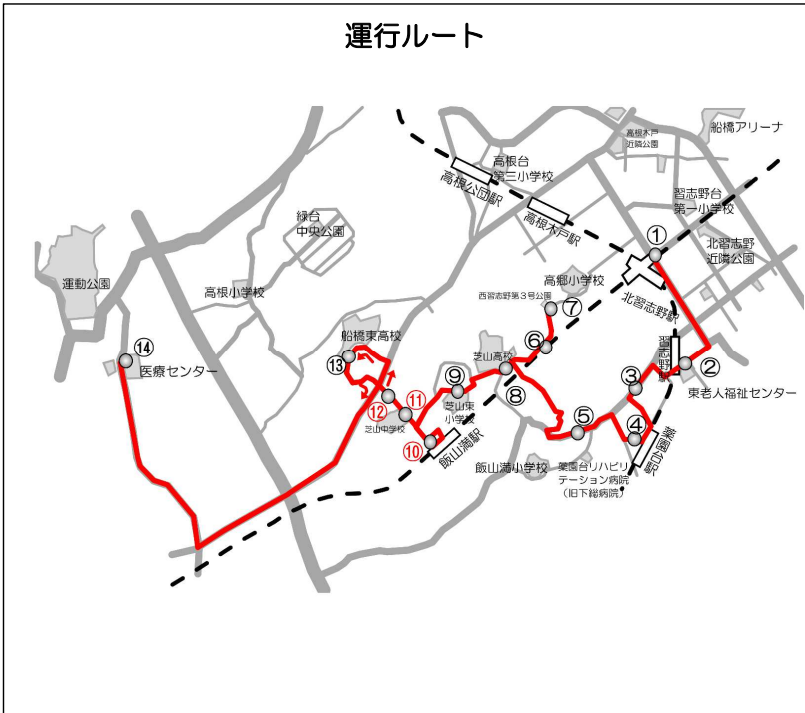 運行ルート
船橋アリーナ
高根木戸
近隣公園
高根台
第三小学校
高根公団駅
高根木戸駅
習志野台
第一小学校
①
北習志野
近隣公園
北習志野駅
緑台
中央公園
運動公園
高根小学校
高郷小学校
西習志野第3号公園
⑦
船橋東高校
⑬
⑥
習志野駅
②
東老人福祉センター
⑭
医療センター
芝山高校
⑧
③
⑨
芝山東
小学校
⑫
⑪
芝山中学校
⑩
飯山満駅
⑤
④
薬園台駅
飯山満小学校
薬園台リハビリ
テーション病院
(旧下総病院)